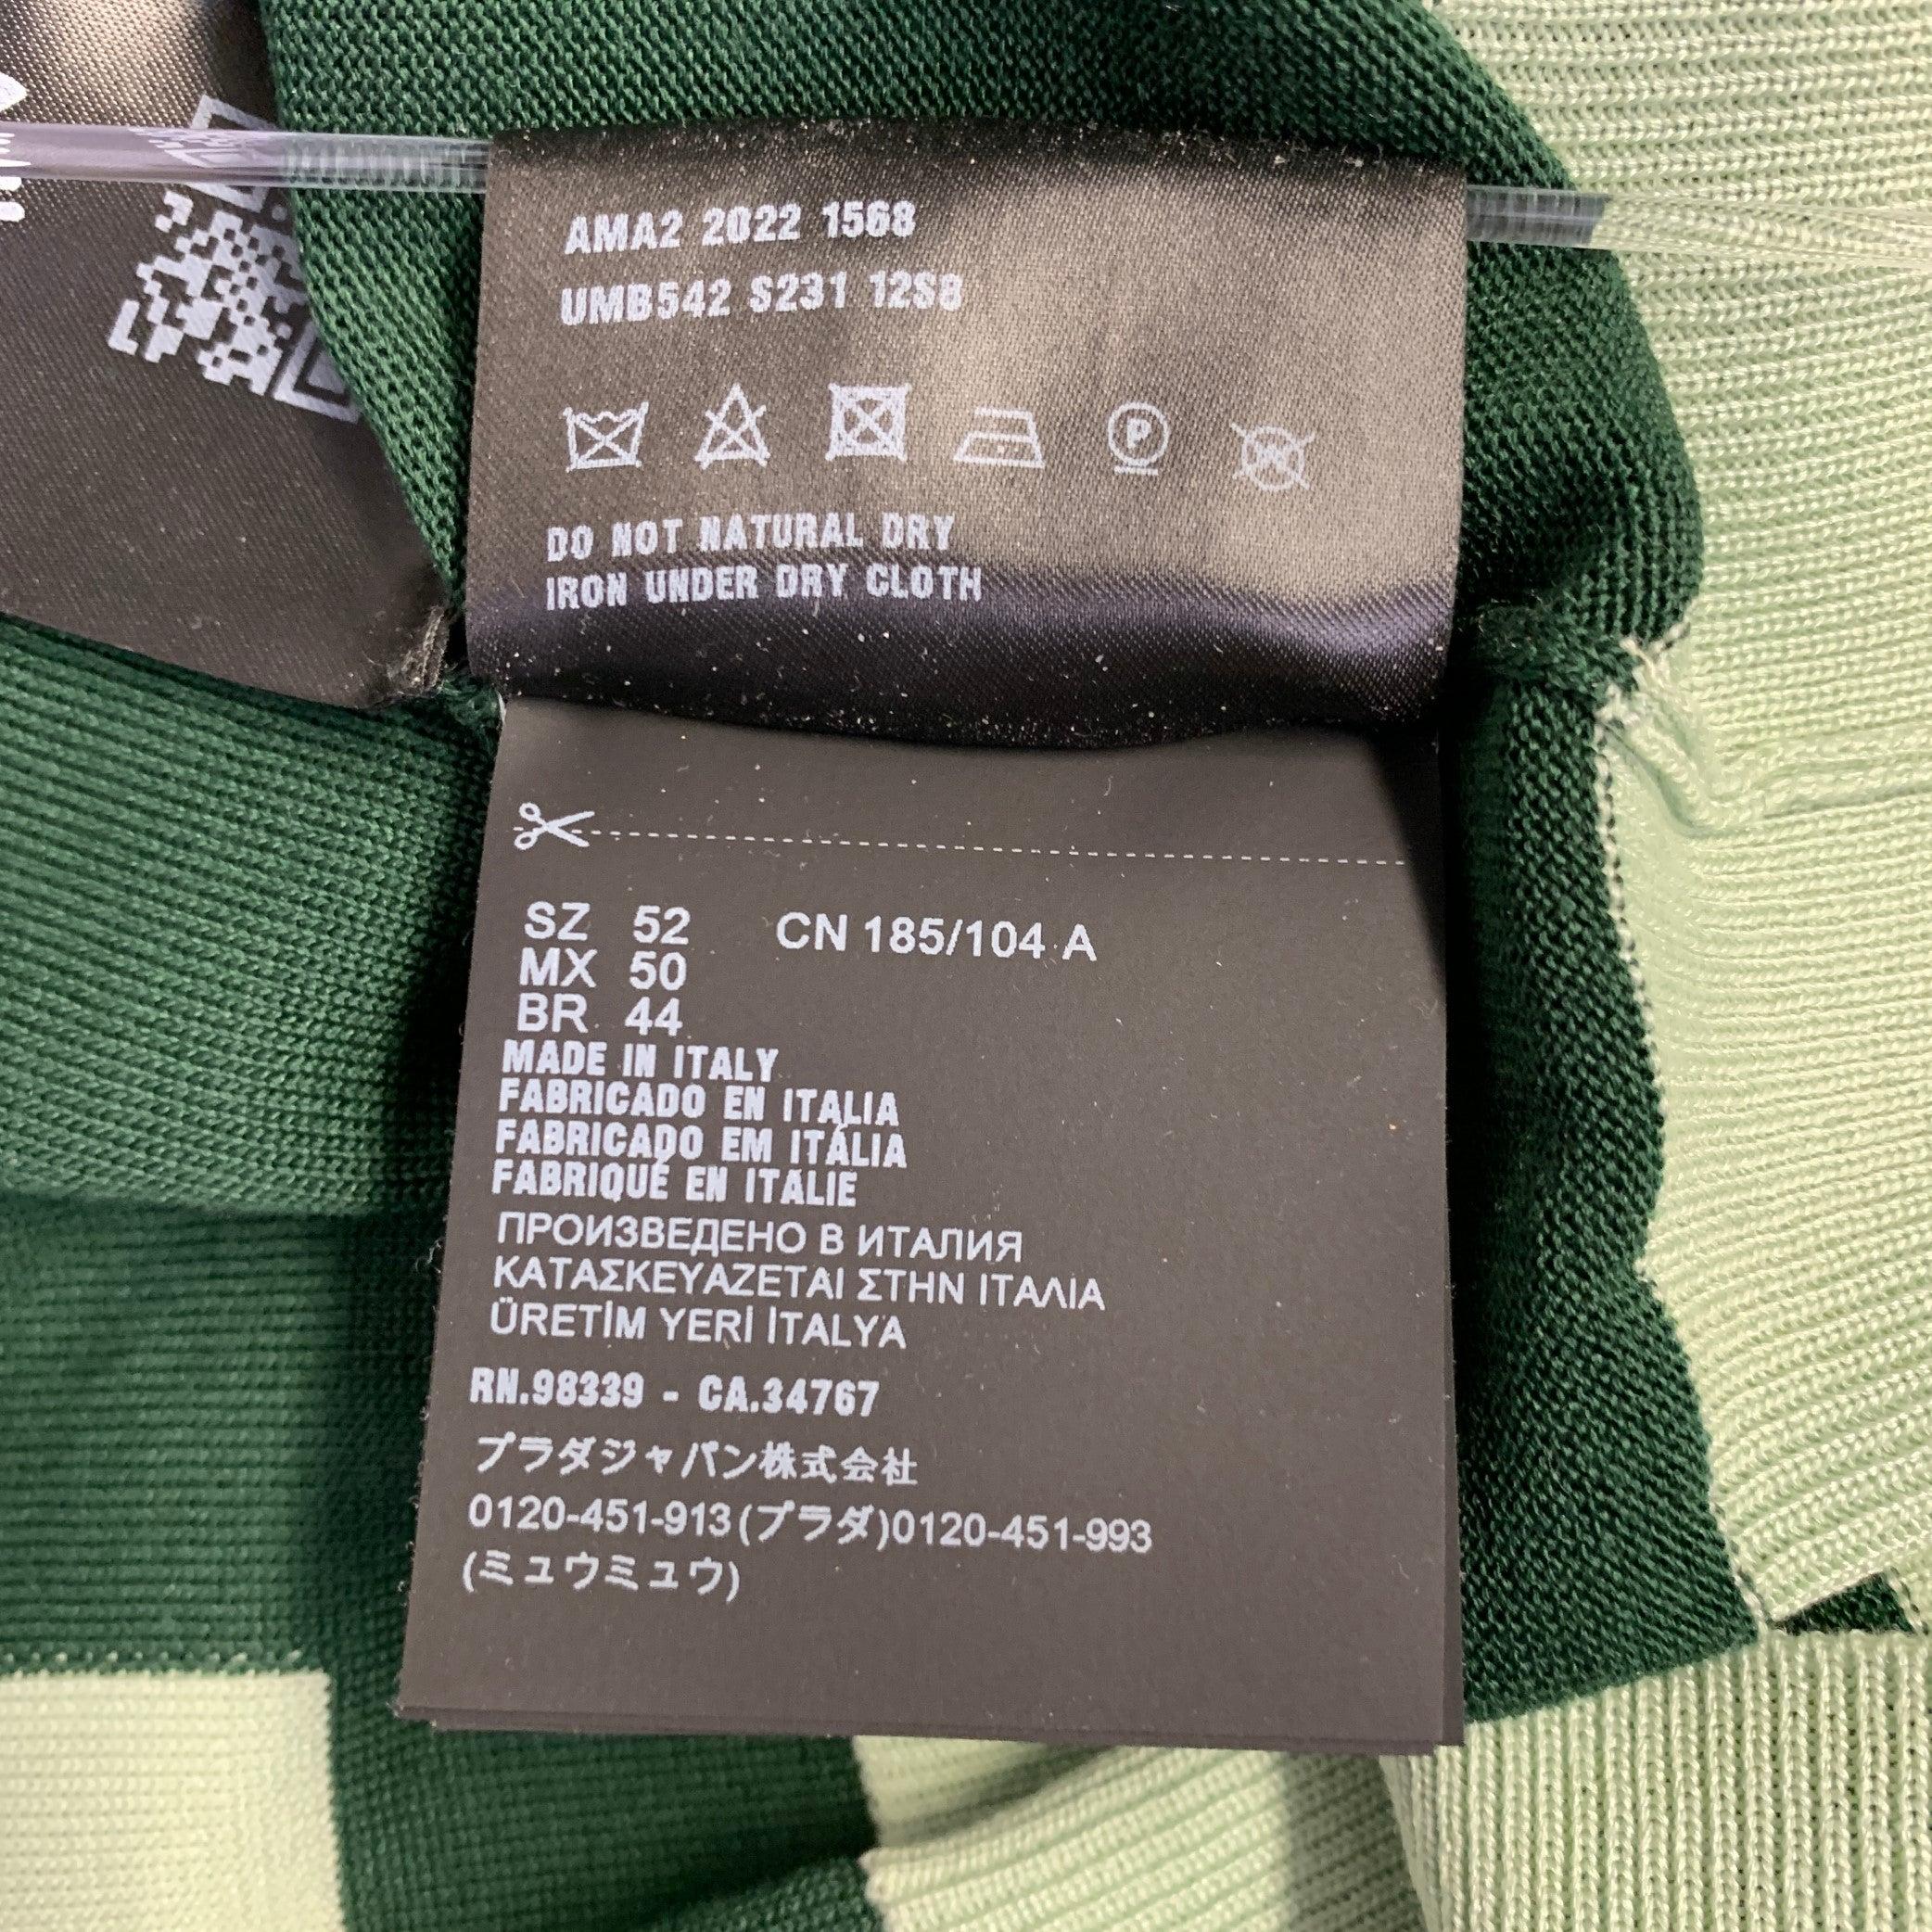 AMA2 2022 1568
UMB542 S231 12S8
P
W
DO NOT NATURAL DRY
IRON UNDER DRY CLOTH
SZ 52 CN 185/104 A
MX 50
BR 44
MADE IN ITALY
FABRICADO EN ITALIA
FABRICADO EM ITÁLIA
FABRIQUÉ EN ITALIE
ПРОИЗВЕДЕНО В ИТАЛИЯ
ΚΑΤΑΣΚΕΥΑΖΕΤΑΙ ΣΤΗΝ ΙΤΑΛΙΑ
ÜRETİM YERİ İTALYA
RN.98339 - CA.34767
プラダジャパン株式会社
0120-451-913(プラダ)0120-451-993
(ミュウミュウ)